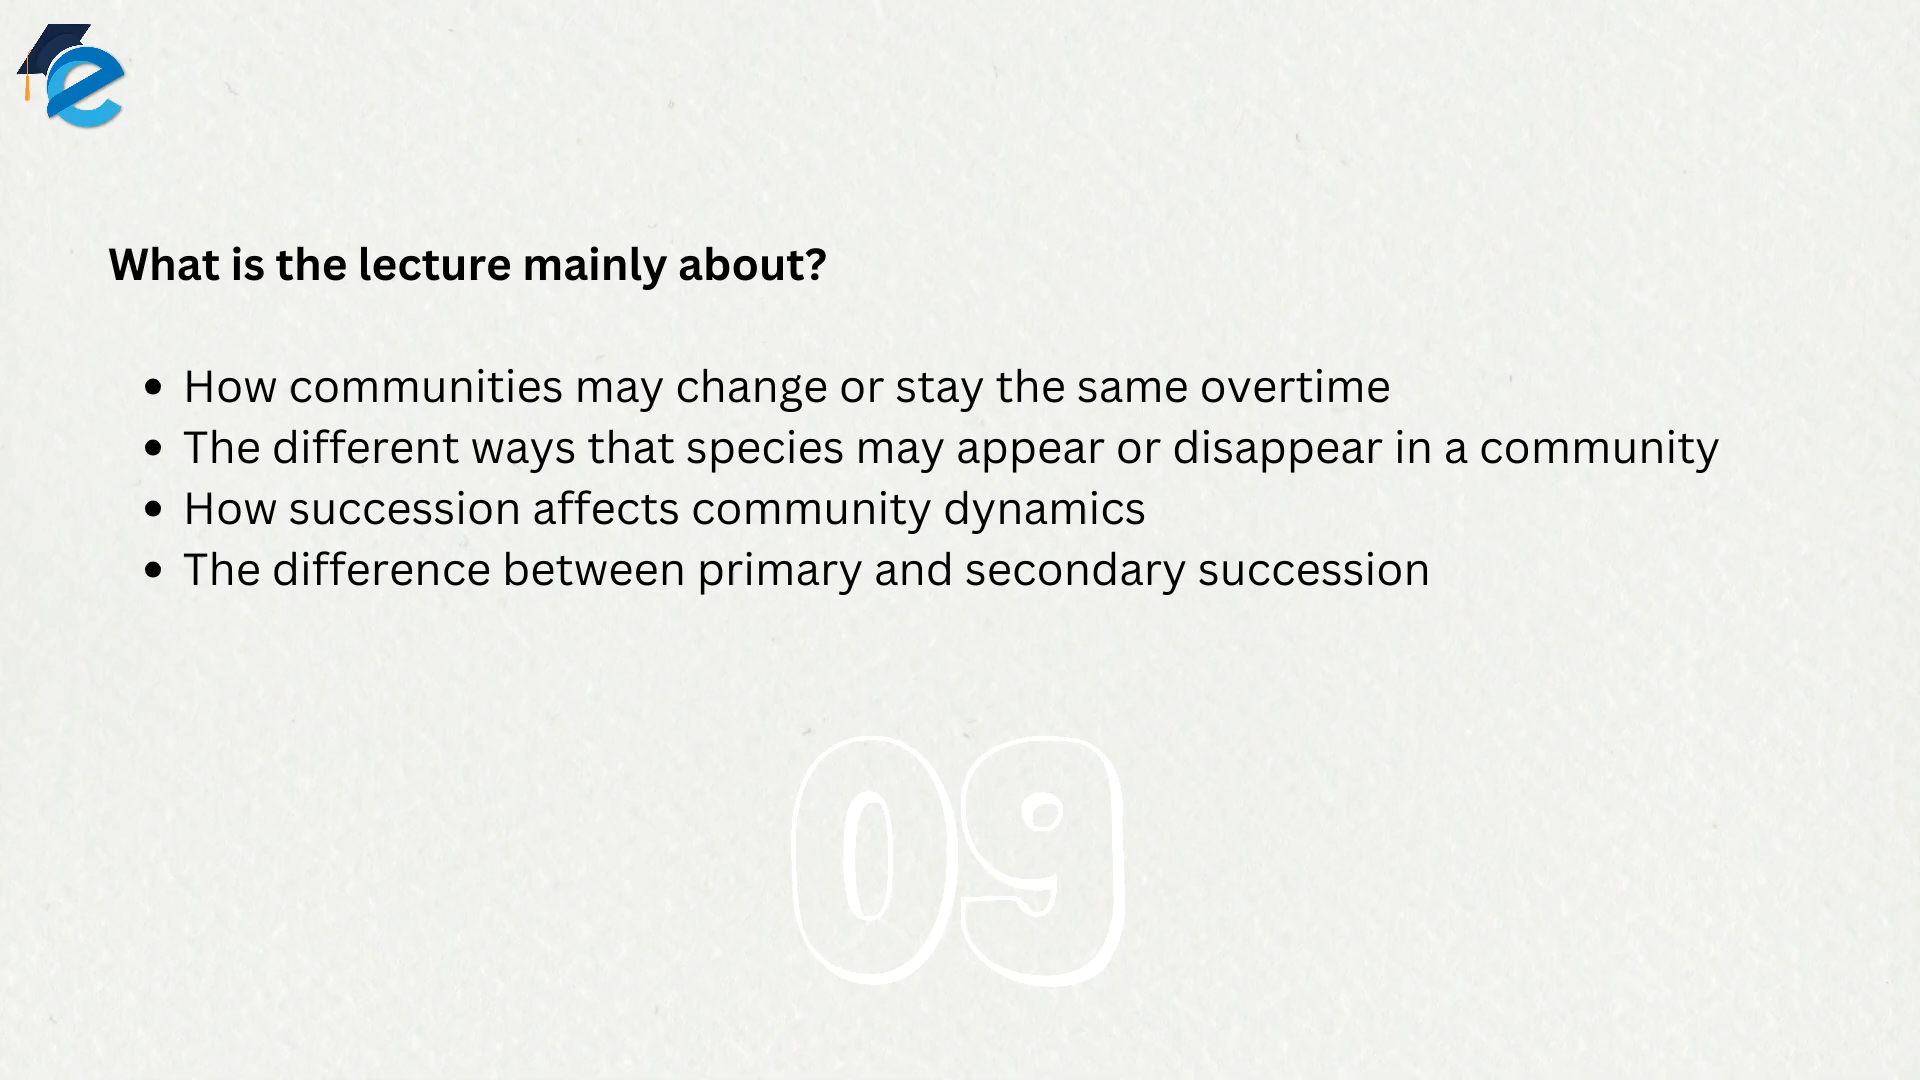 What is the lecture mainly about?
• How communities may change or stay the same overtime
• The different ways that species may appear or disappear in a community
• How succession affects community dynamics
• The difference between primary and secondary succession
09